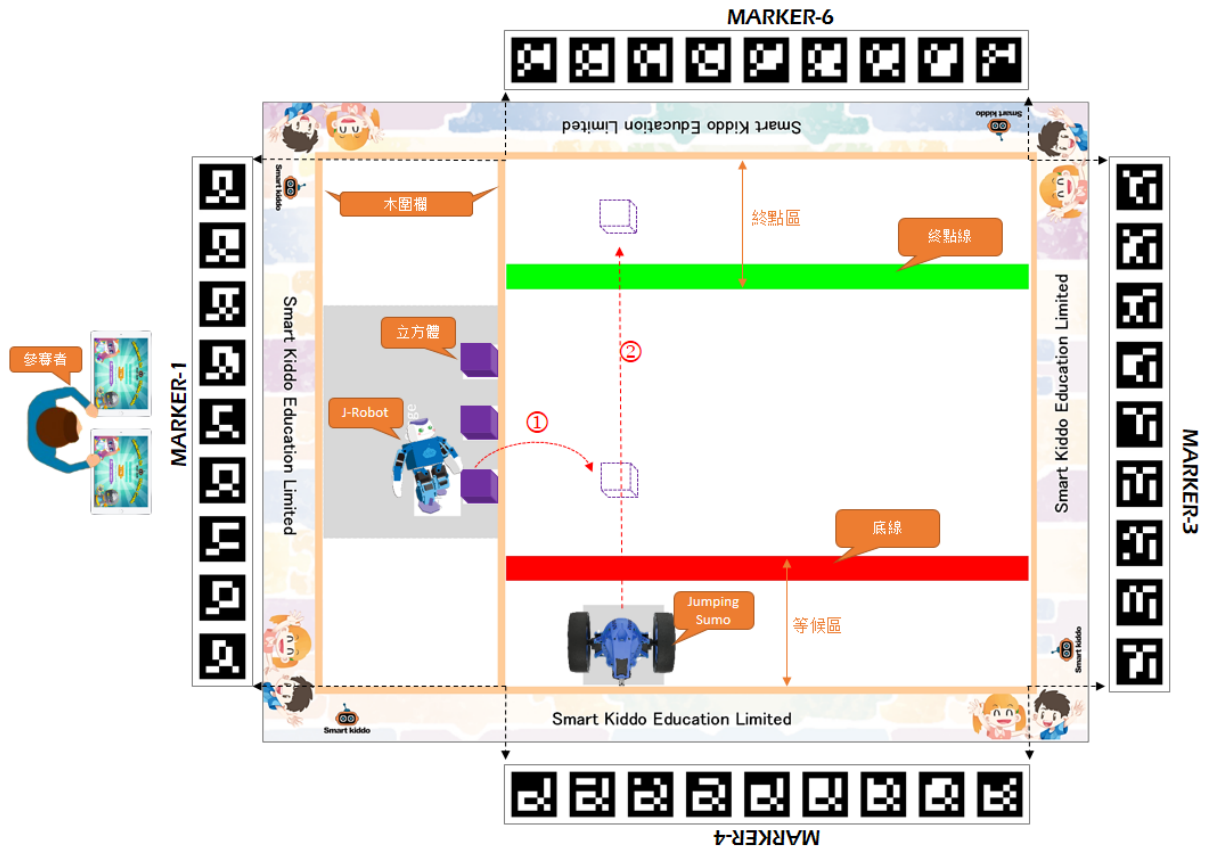 MARKER-6
Smart Kiddo Education Limited
Smart kiddo
Smart kiddo
木圍欄
終點區
終點線
立方體
參賽者
MARKER-1
Smart Kiddo Education Limited
J-Robot
①
②
Smart Kiddo Education Limited
MARKER-3
底線
Jumping
Sumo
等候區
Smart kiddo
Smart kiddo
Smart Kiddo Education Limited
MARKER-4